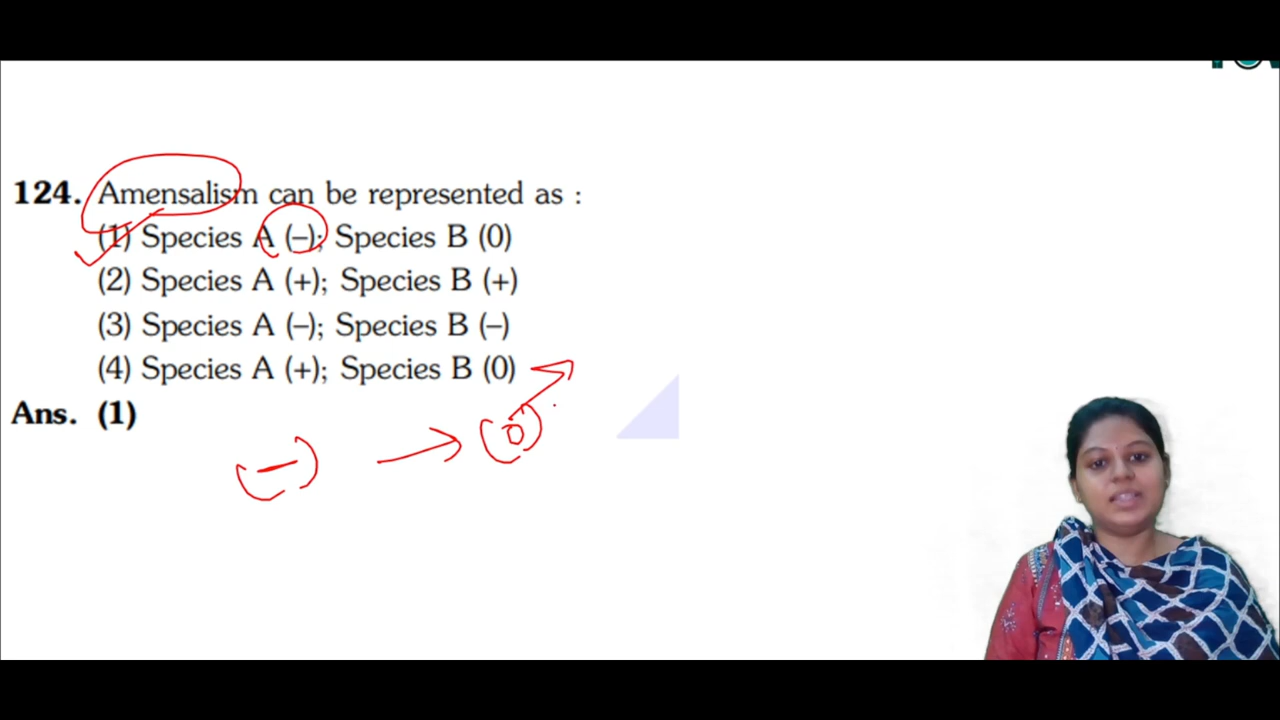 124. Amensalism can be represented as :
(1) Species A (–); Species B (0)
(2) Species A (+); Species B (+)
(3) Species A (–); Species B (–)
(4) Species A (+); Species B (0)
Ans. (1)
(–) → (0)